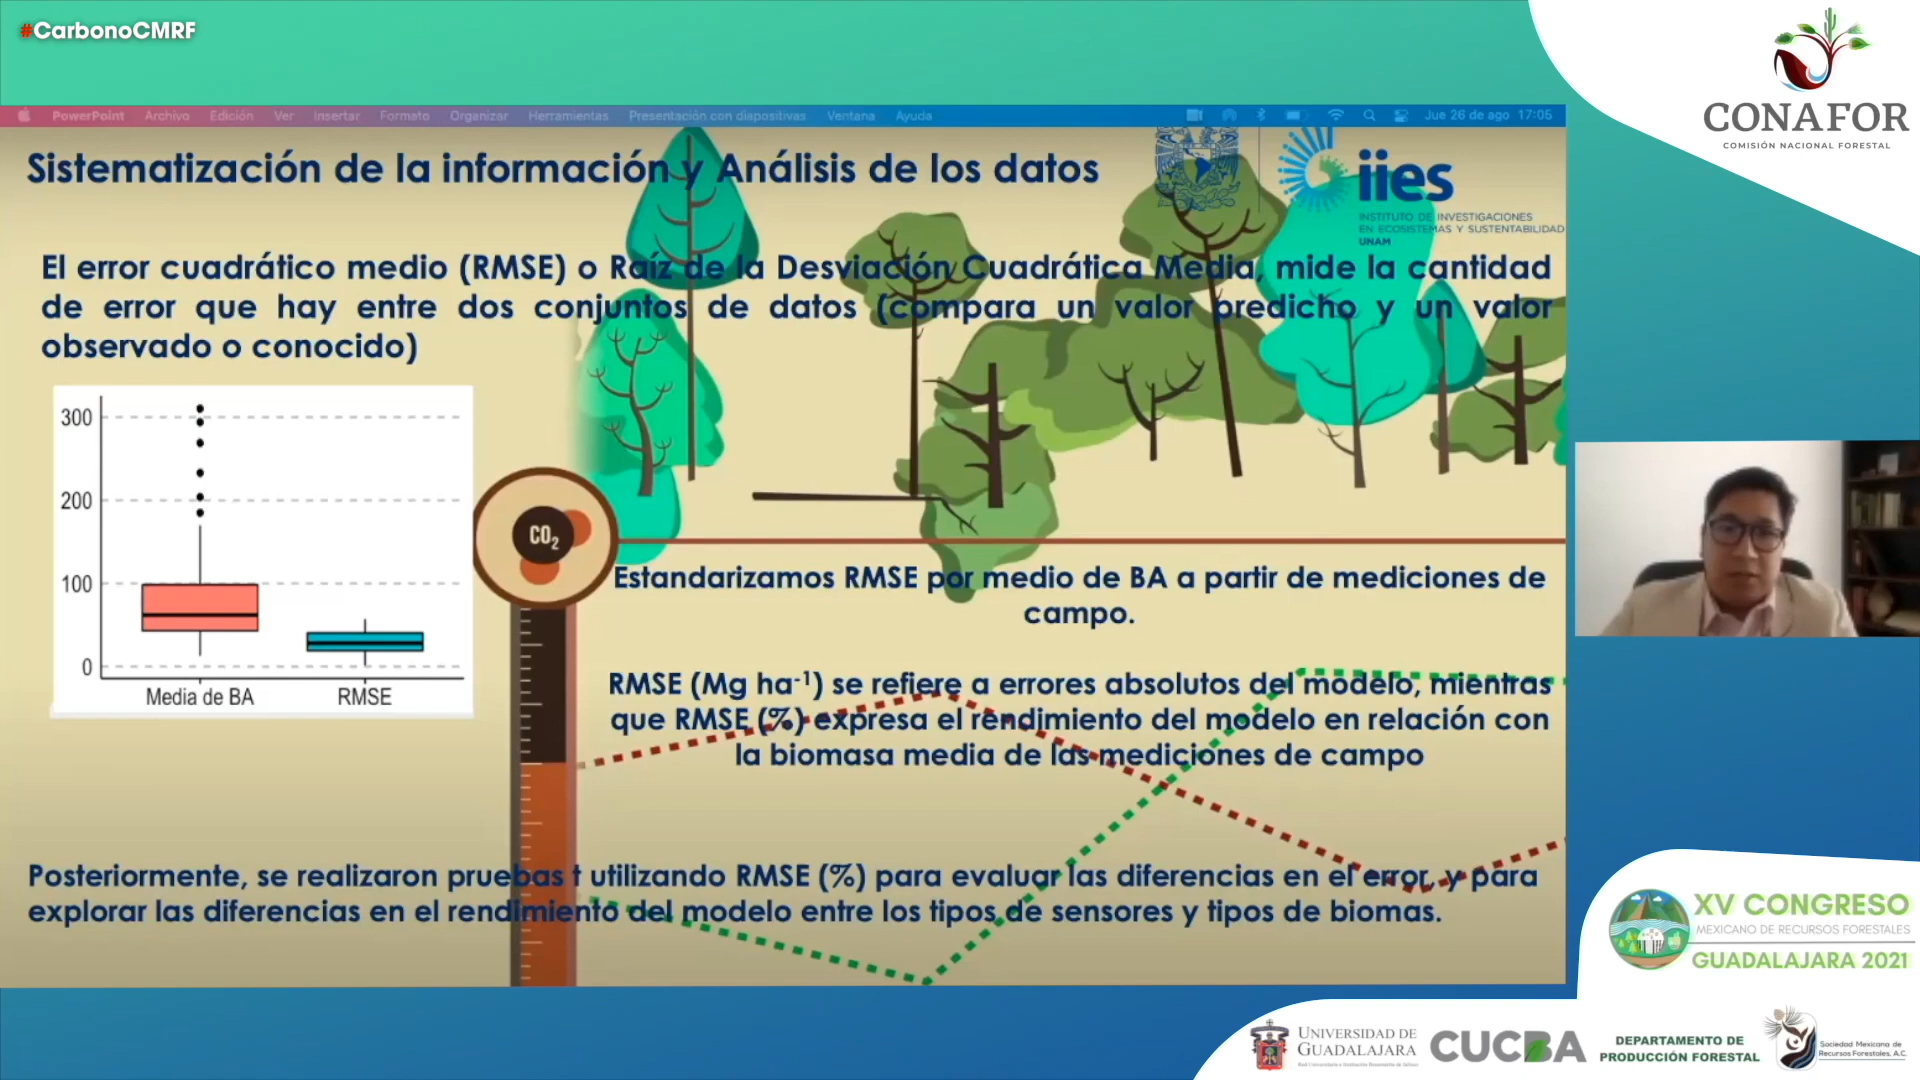 #CarbonoCMRF
CONAFOR
COMISIÓN NACIONAL FORESTAL
PowerPoint Archivo Edición Ver Insertar Formato Organizar Herramientas Presentación con diapositivas Ventana Ayuda Jue 26 de ago 17:05
Sistematización de la información y Análisis de los datos
iies
INSTITUTO DE INVESTIGACIONES
EN ECOSISTEMAS Y SUSTENTABILIDAD
UNAM
El error cuadrático medio (RMSE) o Raíz de la Desviación Cuadrática Media, mide la cantidad
de error que hay entre dos conjuntos de datos (compara un valor predicho y un valor
observado o conocido)
300
200
100
0
Media de BA RMSE
CO₂
Estandarizamos RMSE por medio de BA a partir de mediciones de
campo.
RMSE (Mg ha⁻¹) se refiere a errores absolutos del modelo, mientras
que RMSE (%) expresa el rendimiento del modelo en relación con
la biomasa media de las mediciones de campo
Posteriormente, se realizaron pruebas t utilizando RMSE (%) para evaluar las diferencias en el error, y para
explorar las diferencias en el rendimiento del modelo entre los tipos de sensores y tipos de biomas.
XV CONGRESO
MEXICANO DE RECURSOS FORESTALES
GUADALAJARA 2021
UNIVERSIDAD DE
GUADALAJARA
CUCBA
DEPARTAMENTO DE
PRODUCCIÓN FORESTAL
Sociedad Mexicana de
Recursos Forestales, A.C.